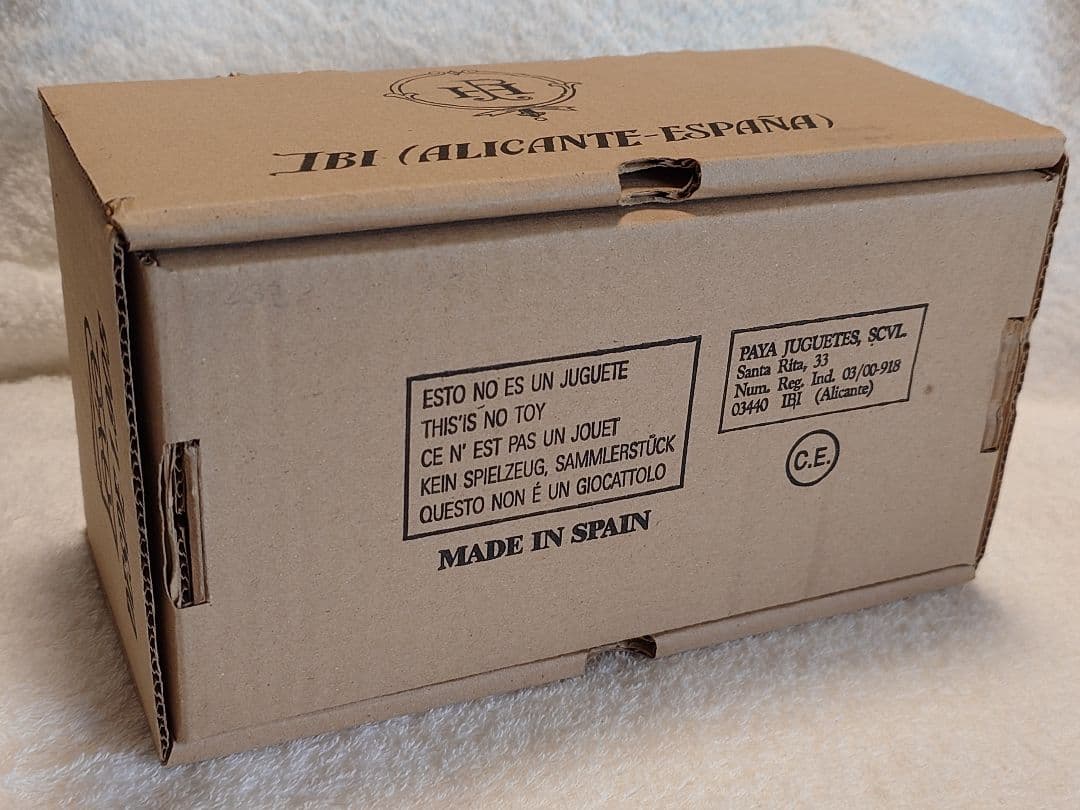 IBI (ALICANTE-ESPAÑA)
ESTO NO ES UN JUGUETE
THIS'IS NO TOY
CE N' EST PAS UN JOUET
KEIN SPIELZEUG, SAMMLERSTŰCK
QUESTO NON É UN GIOCATTOLO
MADE IN SPAIN
PAYA JUGUETES, SCVL.
Santa Rita, 33
Num. Reg. Ind. 03/00-918
03440 IBI (Alicante)
C.E.